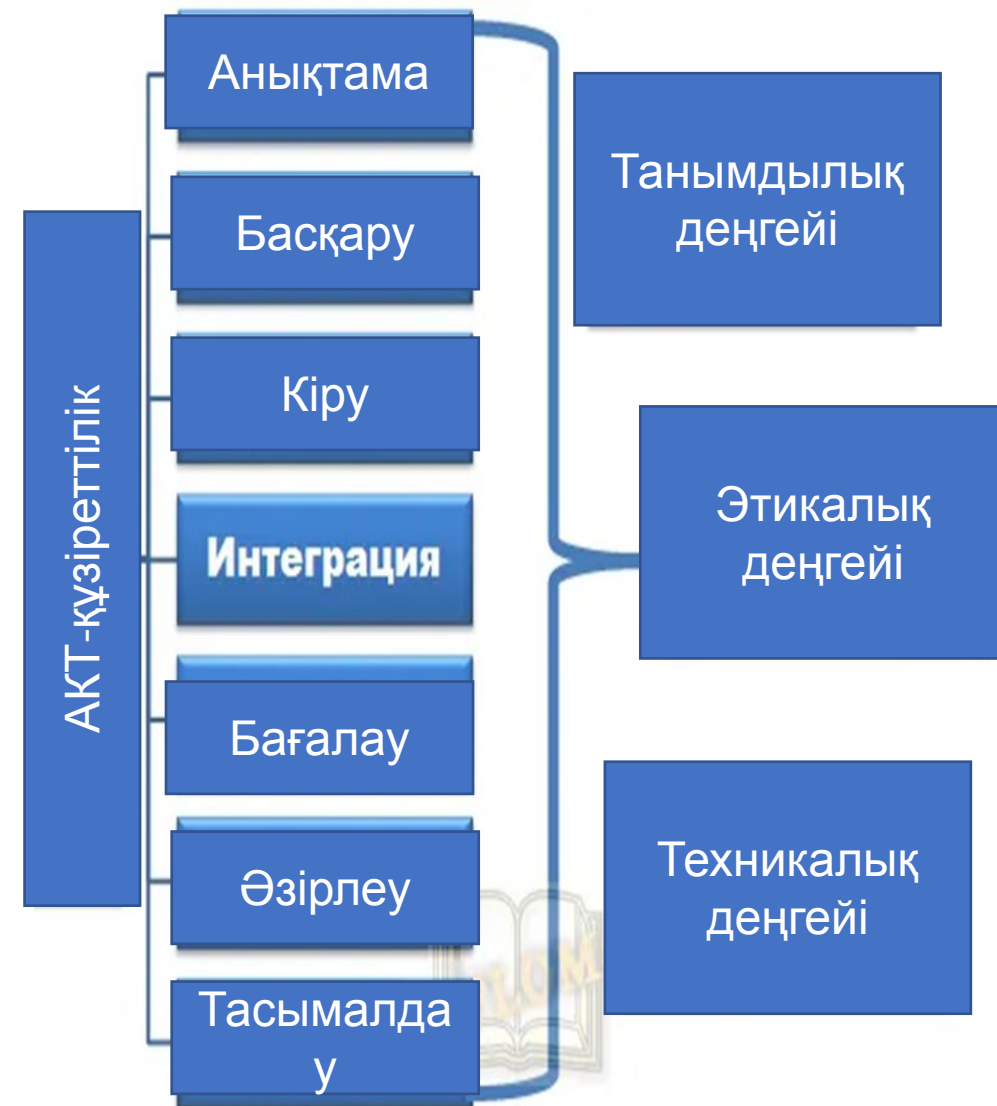 АКТ-құзіреттілік
Анықтама
Басқару
Кіру
Интеграция
Бағалау
Әзірлеу
Тасымалда
у
Танымдылық
деңгейі
Этикалық
деңгейі
Техникалық
деңгейі